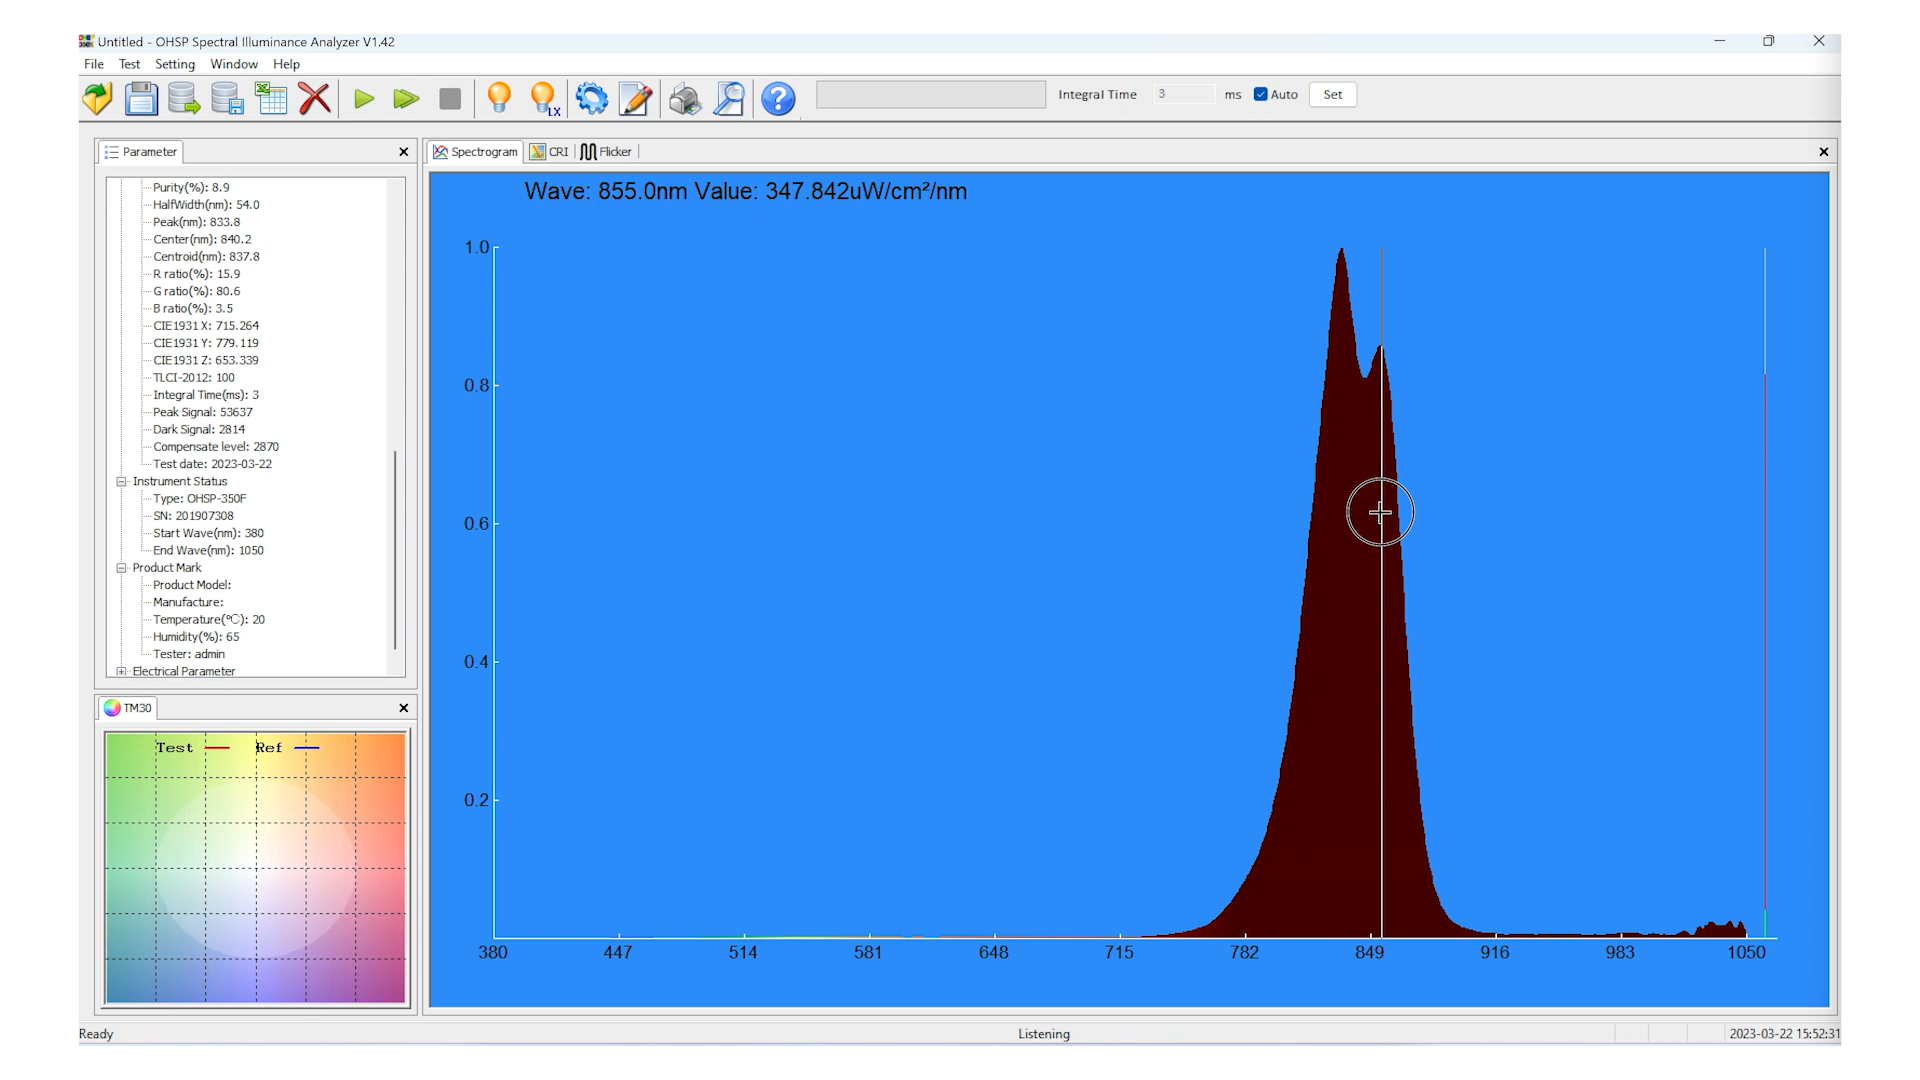 Untitled - OHSP Spectral Illuminance Analyzer V1.42
File Test Setting Window Help
LX
Integral Time 3 ms Auto Set
Parameter
Purity(%): 8.9
HalfWidth(nm): 54.0
Peak(nm): 833.8
Center(nm): 840.2
Centroid(nm): 837.8
R ratio(%): 15.9
G ratio(%): 80.6
B ratio(%): 3.5
CIE1931 X: 715.264
CIE1931 Y: 779.119
CIE1931 Z: 653.339
TLCI-2012: 100
Integral Time(ms): 3
Peak Signal: 53637
Dark Signal: 2814
Compensate level: 2870
Test date: 2023-03-22
Instrument Status
Type: OHSP-350F
SN: 201907308
Start Wave(nm): 380
End Wave(nm): 1050
Product Mark
Product Model:
Manufacture:
Temperature(℃): 20
Humidity(%): 65
Tester: admin
Electrical Parameter
TM30
Test Ref
Spectrogram CRI Flicker
Wave: 855.0nm Value: 347.842uW/cm²/nm
1.0
0.8
0.6
0.4
0.2
380 447 514 581 648 715 782 849 916 983 1050
Ready Listening 2023-03-22 15:52:31